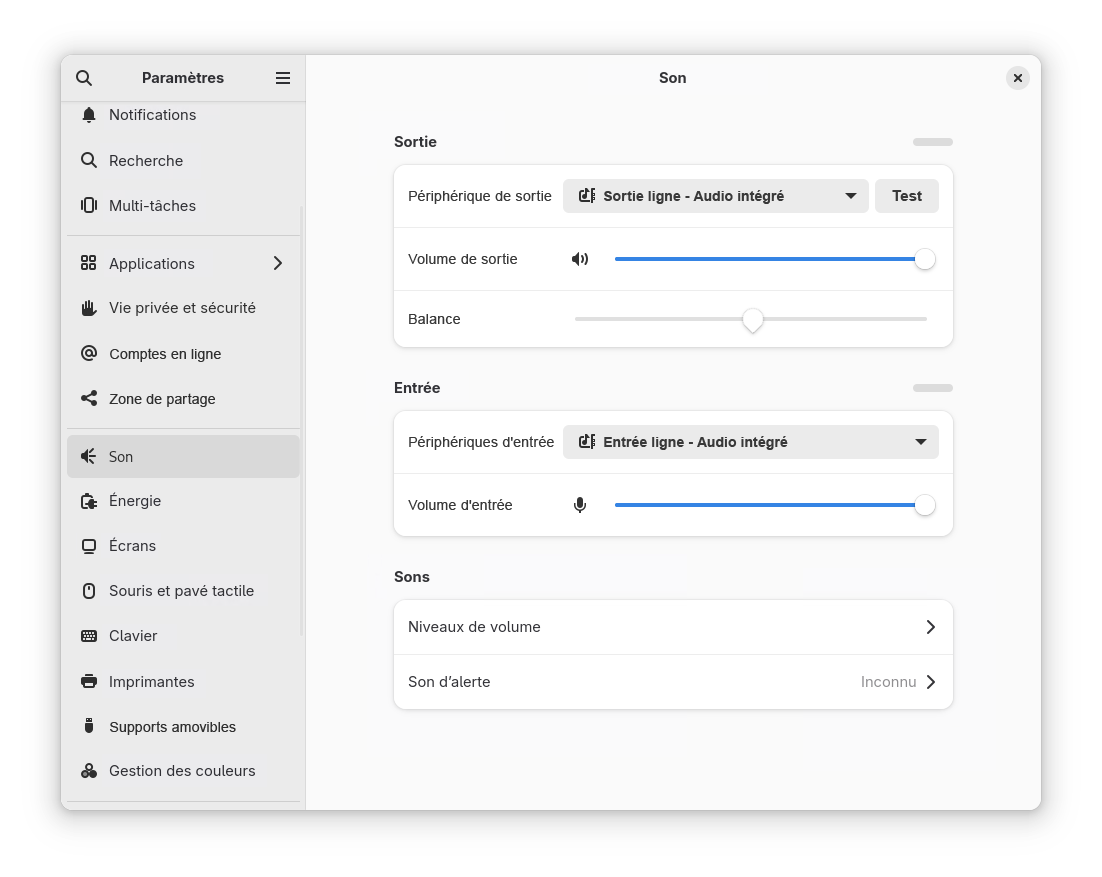 Paramètres
Notifications
Recherche
Multi-tâches
Applications
Vie privée et sécurité
Comptes en ligne
Zone de partage
Son
Énergie
Écrans
Souris et pavé tactile
Clavier
Imprimantes
Supports amovibles
Gestion des couleurs
Son
Sortie
Périphérique de sortie
Sortie ligne - Audio intégré
Test
Volume de sortie
Balance
Entrée
Périphériques d'entrée
Entrée ligne - Audio intégré
Volume d'entrée
Sons
Niveaux de volume
Son d’alerte
Inconnu